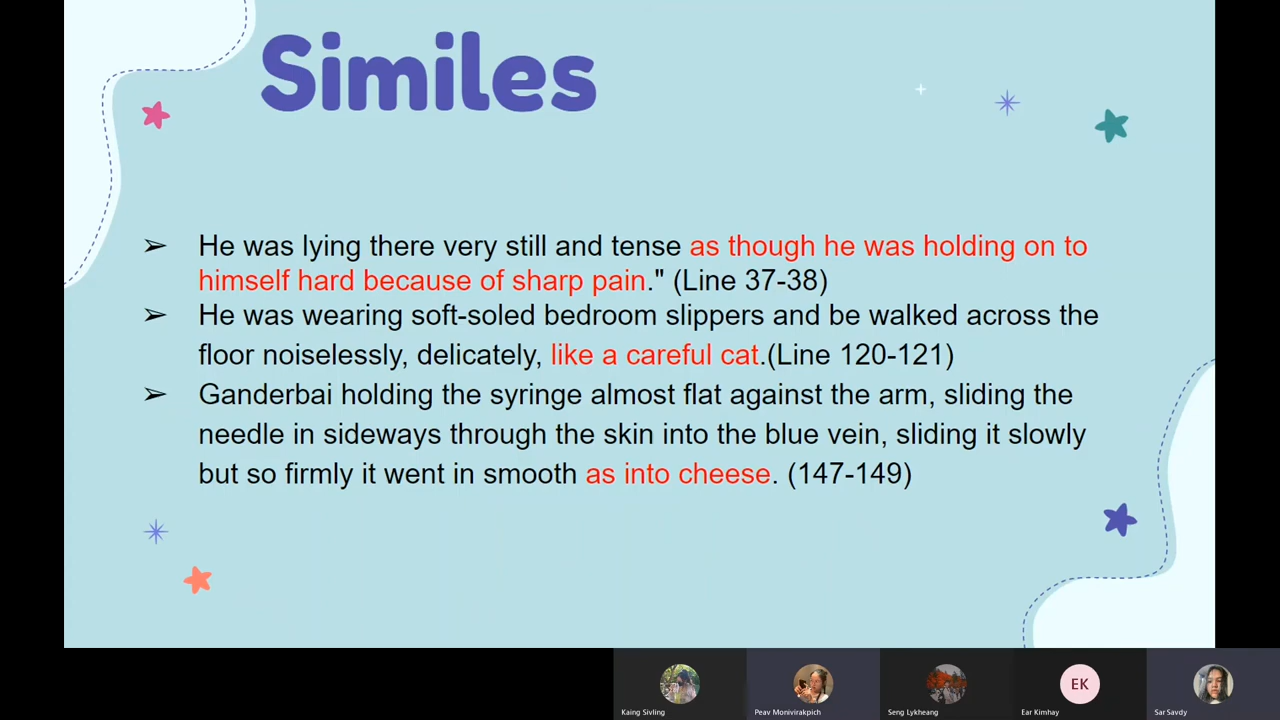 Similes
➢ He was lying there very still and tense as though he was holding on to
himself hard because of sharp pain." (Line 37-38)
➢ He was wearing soft-soled bedroom slippers and be walked across the
floor noiselessly, delicately, like a careful cat.(Line 120-121)
➢ Ganderbai holding the syringe almost flat against the arm, sliding the
needle in sideways through the skin into the blue vein, sliding it slowly
but so firmly it went in smooth as into cheese. (147-149)
EK
Kaing Sivling
Peav Monivirakpich
Seng Lykheang
Ear Kimhay
Sar Savdy